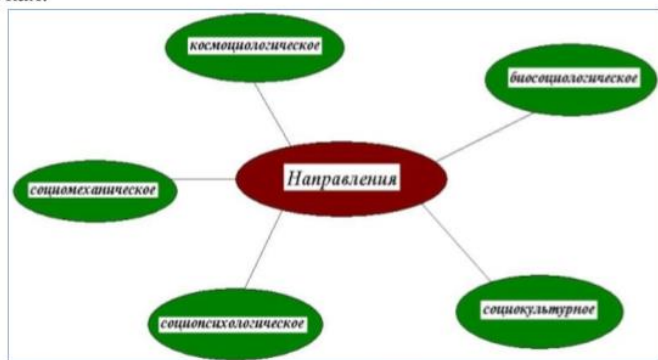 космоциологическое
биосоциологическое
Направления
социомеханическое
социопсихологическое
социокультурное